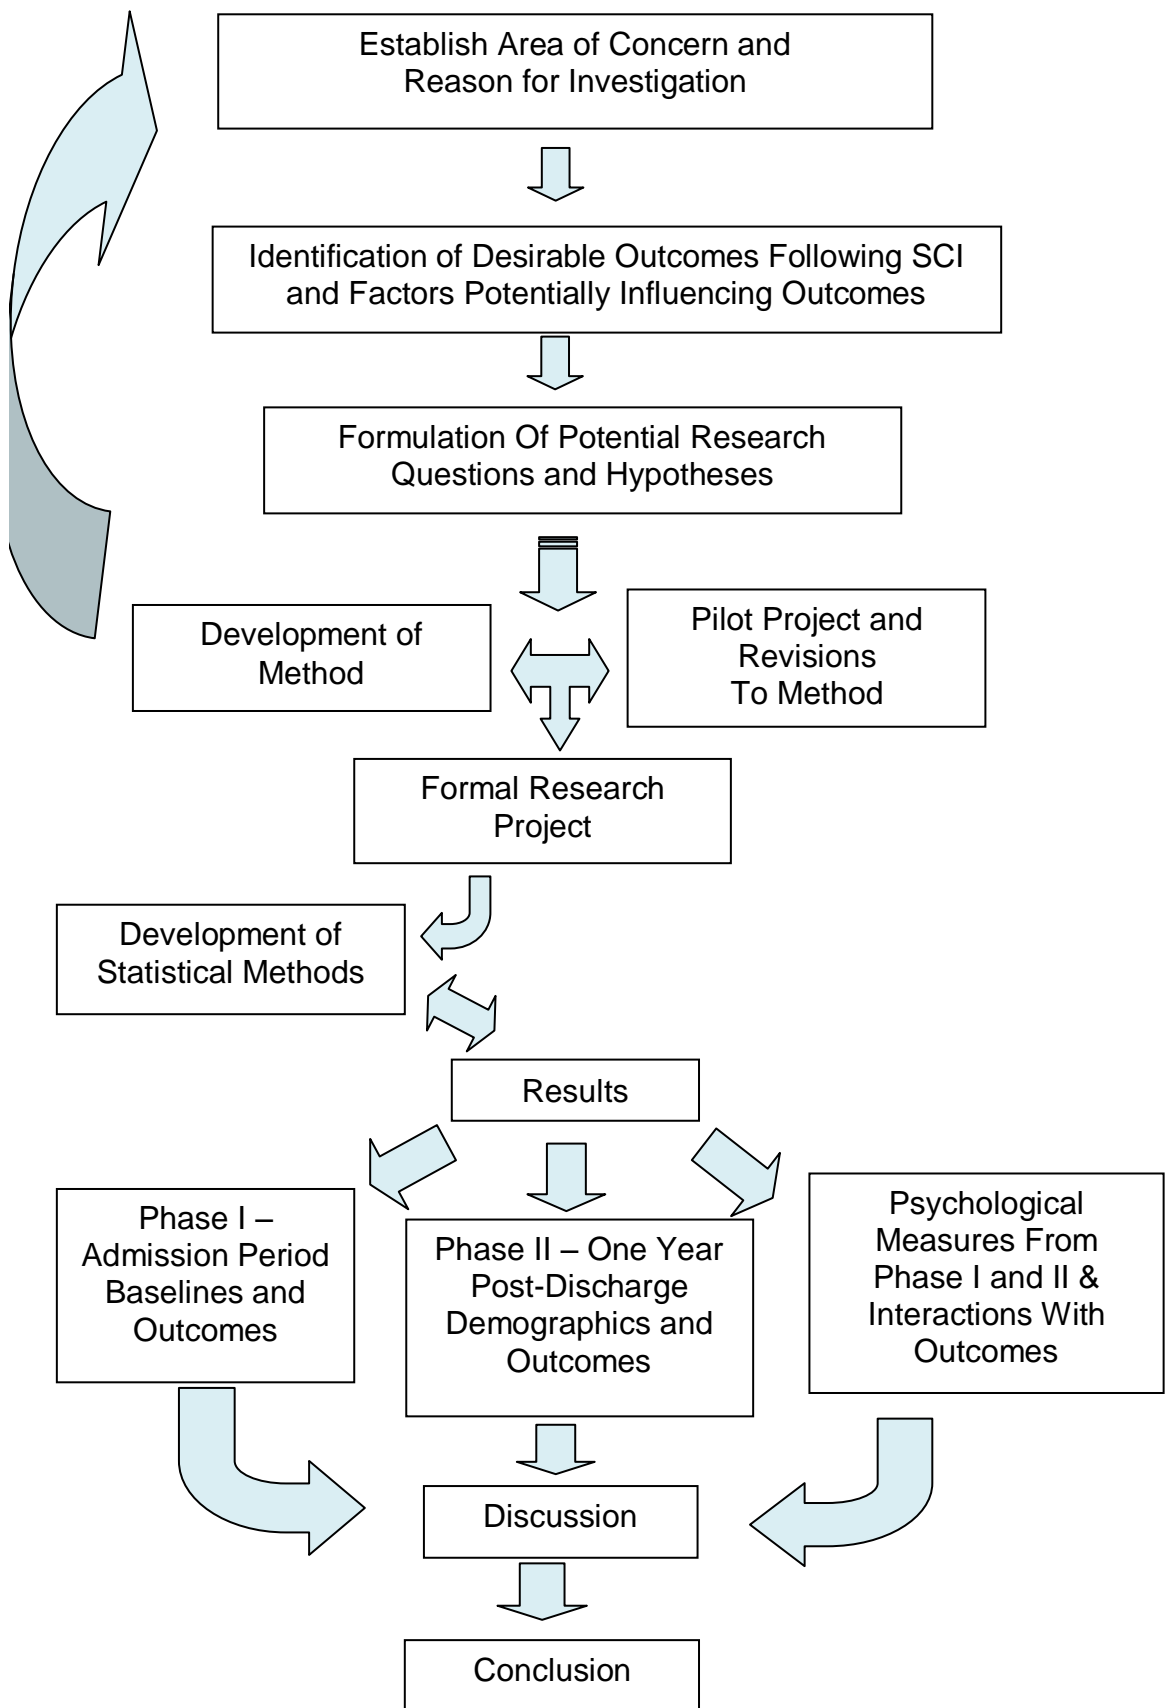 Establish Area of Concern and
Reason for Investigation
Identification of Desirable Outcomes Following SCI
and Factors Potentially Influencing Outcomes
Formulation Of Potential Research
Questions and Hypotheses
Development of
Method
Pilot Project and
Revisions
To Method
Formal Research
Project
Development of
Statistical Methods
Results
Phase I –
Admission Period
Baselines and
Outcomes
Phase II – One Year
Post-Discharge
Demographics and
Outcomes
Psychological
Measures From
Phase I and II &
Interactions With
Outcomes
Discussion
Conclusion